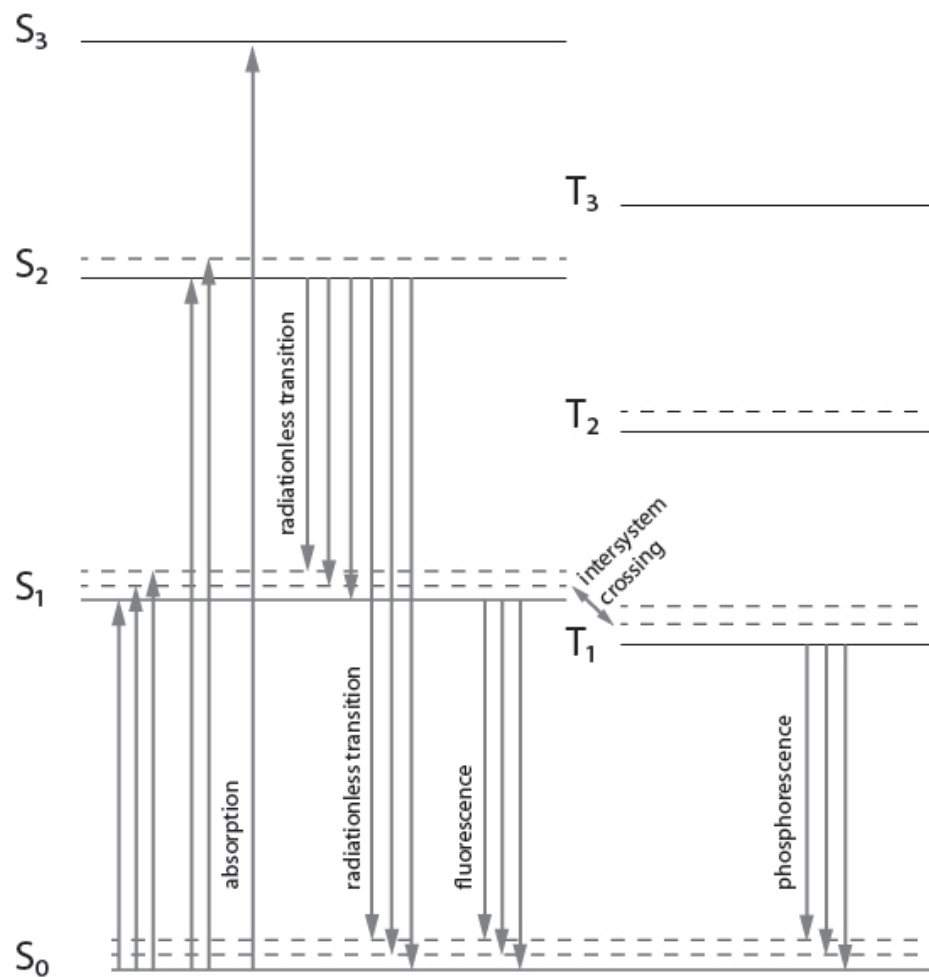 S₃
T₃
S₂
radiationless transition
T₂
intersystem
crossing
S₁
T₁
absorption
radiationless transition
fluorescence
phosphorescence
S₀